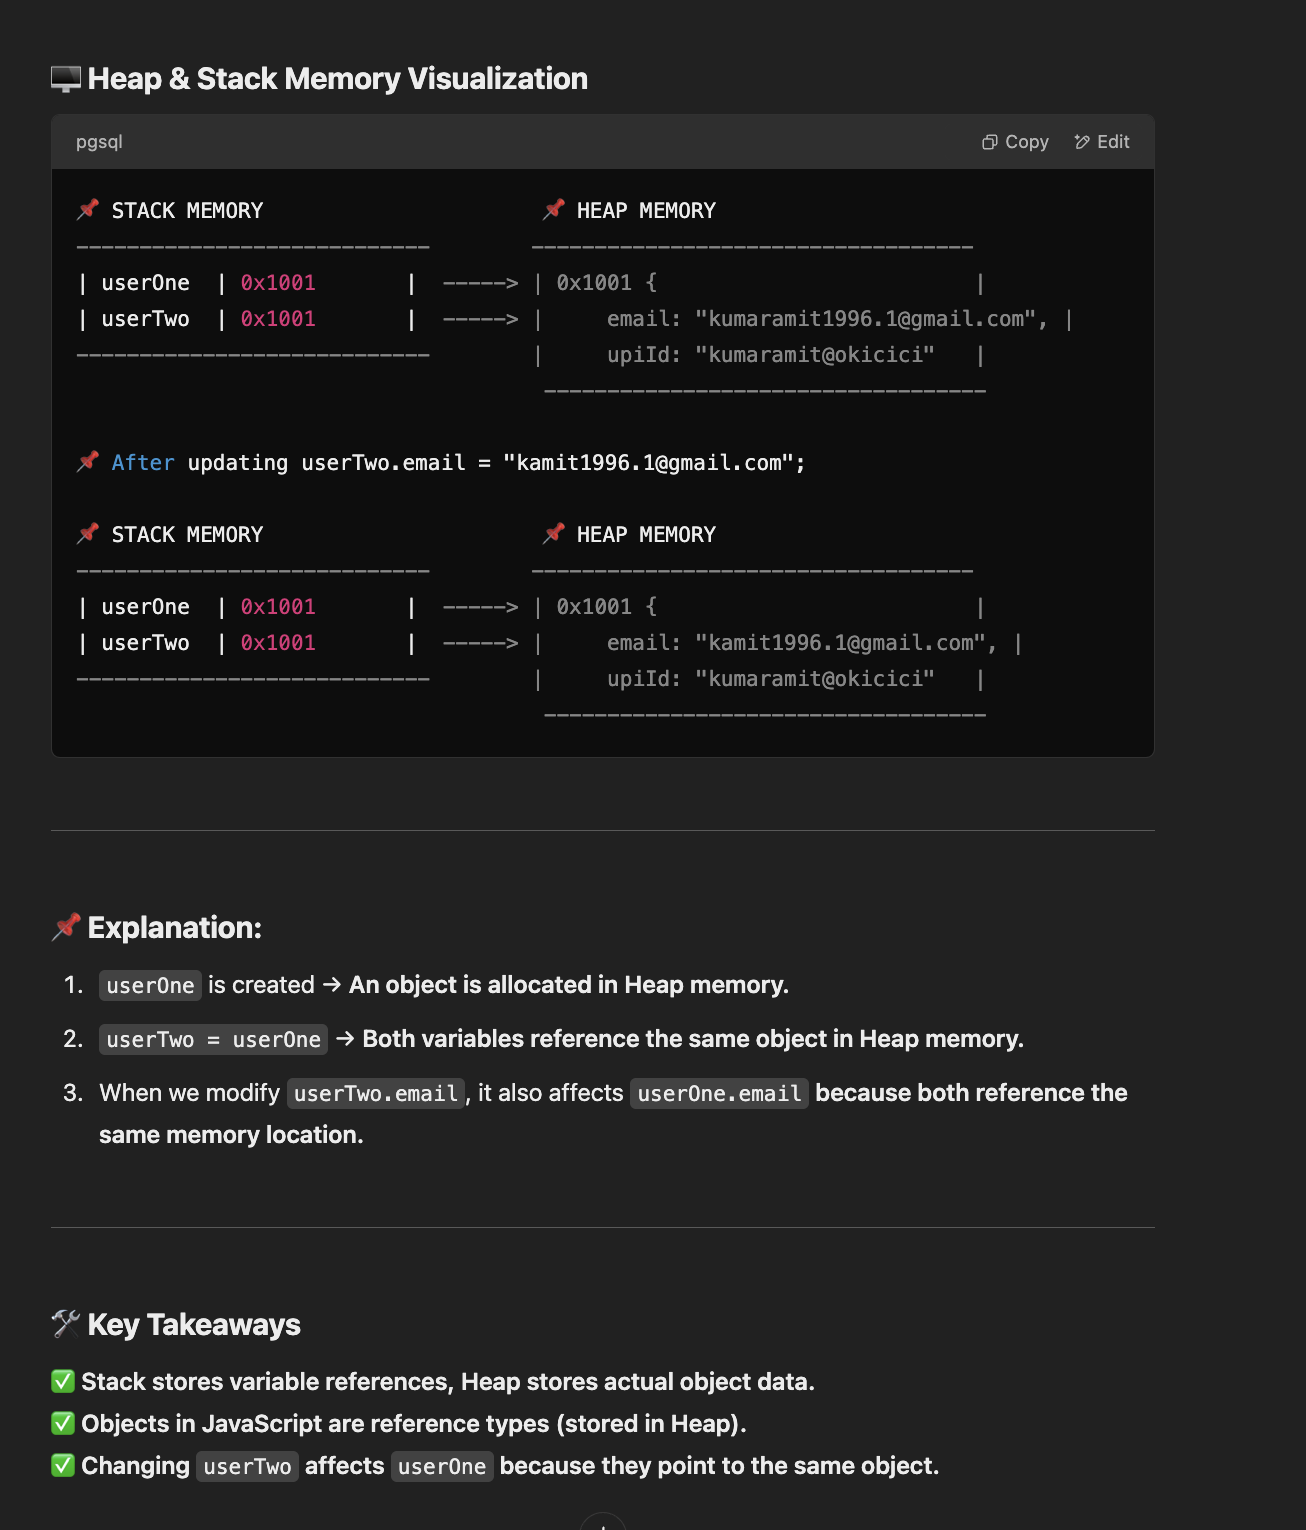 🖥️ Heap & Stack Memory Visualization
pgsql Copy Edit
📌 STACK MEMORY 📌 HEAP MEMORY
---------------------------- -----------------------------------
| userOne | 0x1001 | -----> | 0x1001 { |
| userTwo | 0x1001 | -----> | email: "kumaramit1996.1@gmail.com", |
---------------------------- | upiId: "kumaramit@okicici" |
-----------------------------------
📌 After updating userTwo.email = "kamit1996.1@gmail.com";
📌 STACK MEMORY 📌 HEAP MEMORY
---------------------------- -----------------------------------
| userOne | 0x1001 | -----> | 0x1001 { |
| userTwo | 0x1001 | -----> | email: "kamit1996.1@gmail.com", |
---------------------------- | upiId: "kumaramit@okicici" |
-----------------------------------
📌 Explanation:
1. userOne is created → An object is allocated in Heap memory.
2. userTwo = userOne → Both variables reference the same object in Heap memory.
3. When we modify userTwo.email, it also affects userOne.email because both reference the
same memory location.
🛠️ Key Takeaways
✅ Stack stores variable references, Heap stores actual object data.
✅ Objects in JavaScript are reference types (stored in Heap).
✅ Changing userTwo affects userOne because they point to the same object.